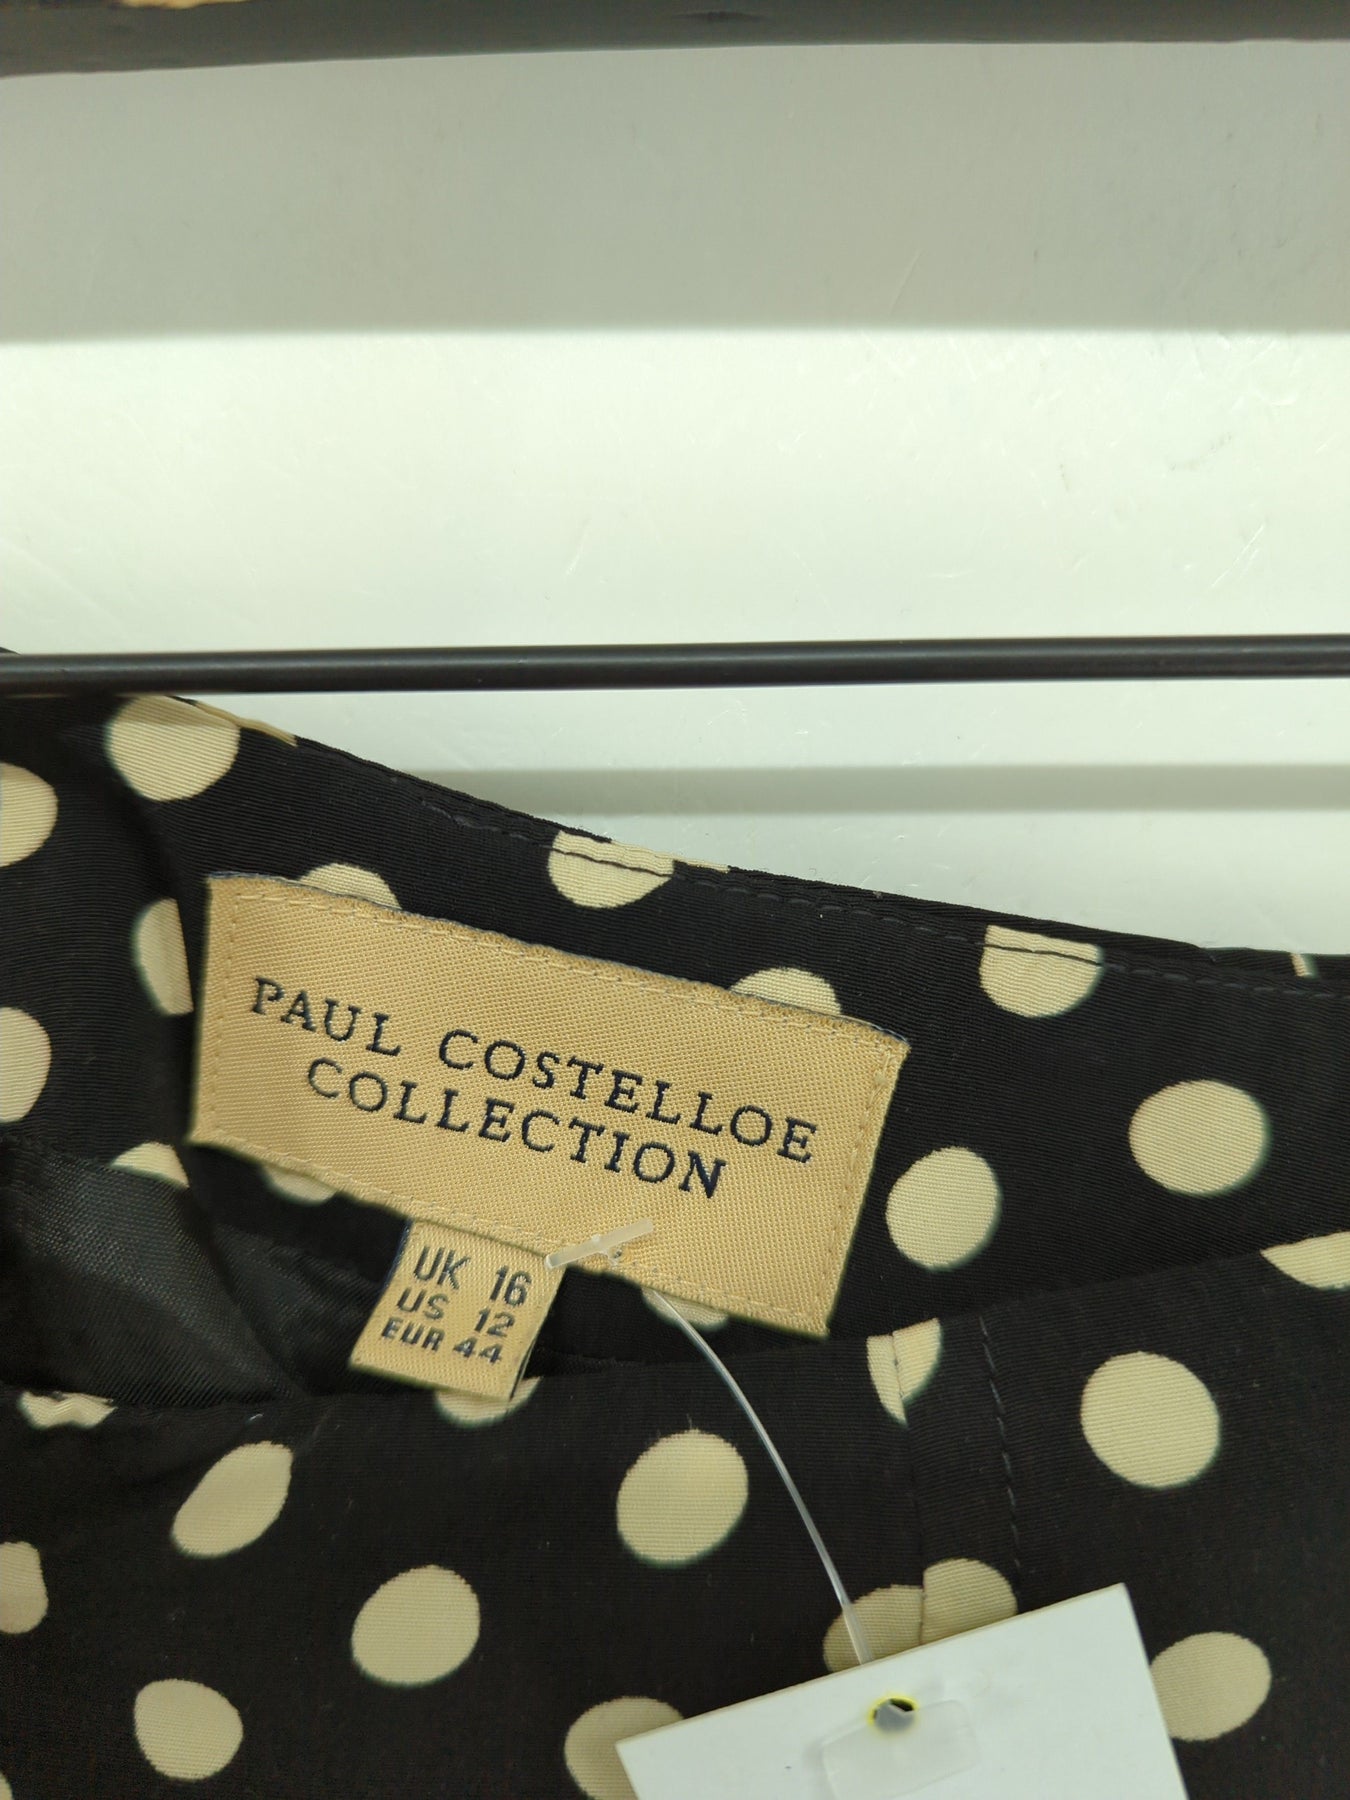 PAUL COSTELLOE
COLLECTION
UK 16
US 12
EUR 44